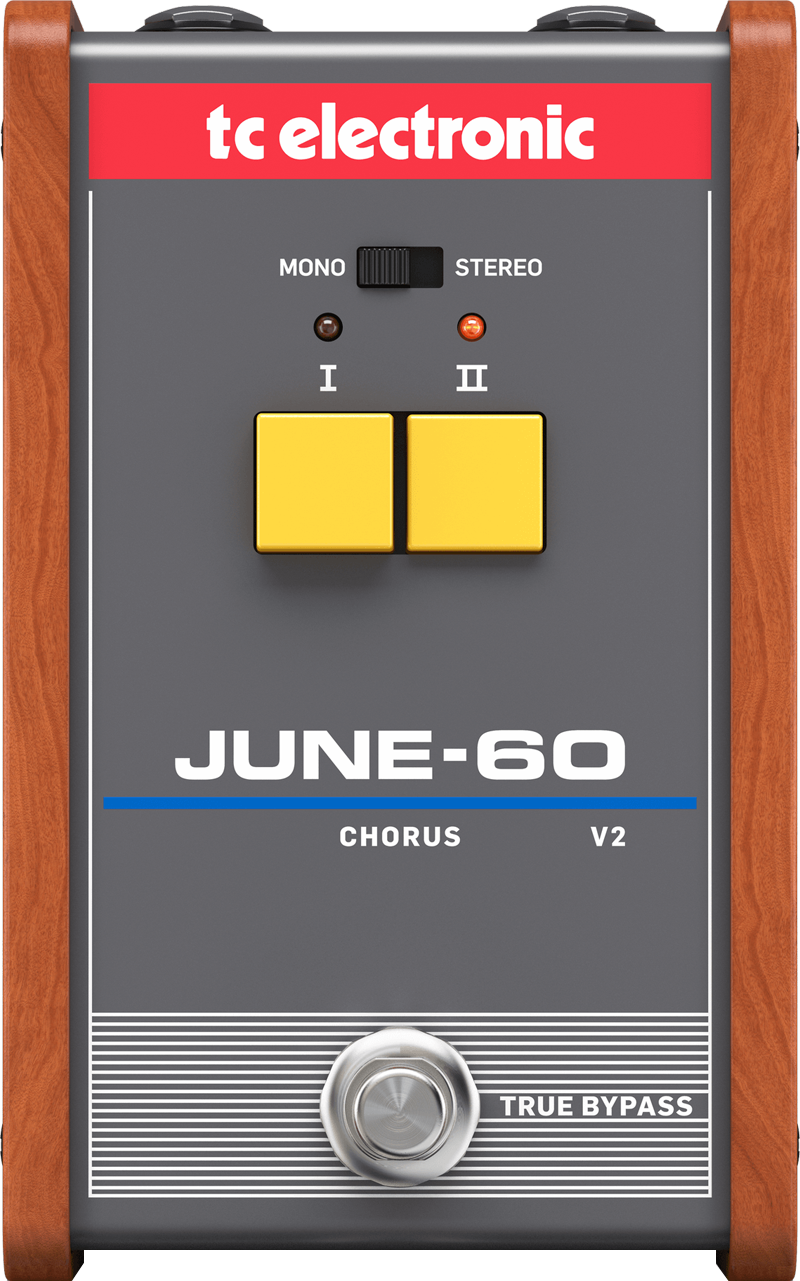 tc electronic
MONO STEREO
I II
JUNE-60
CHORUS V2
TRUE BYPASS